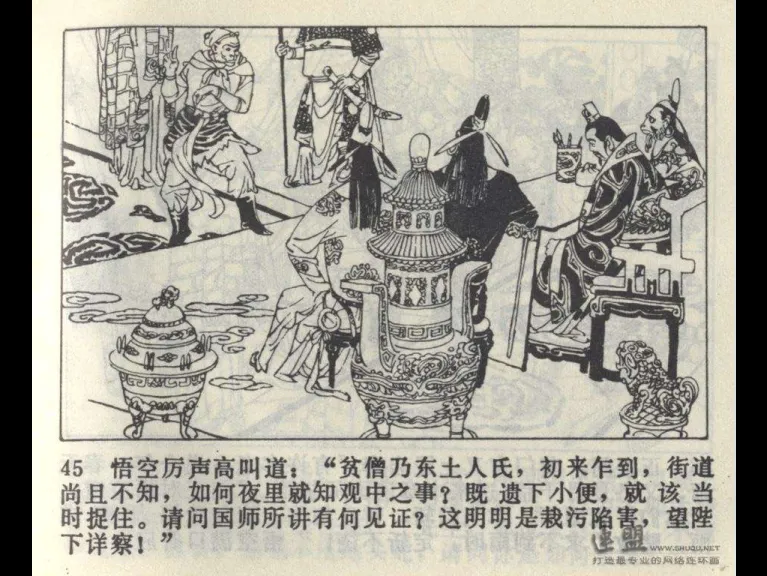 45 悟空厉声高叫道：“贫僧乃东土人氏，初来乍到，街道
尚且不知，如何夜里就知观中之事？既遗下小便，就该当
时捉住。请问国师所讲有何见证？这明明是栽污陷害，望陛
下详察！”
连盟 WWW.SHUQU.NET
打造最专业的网络连环画